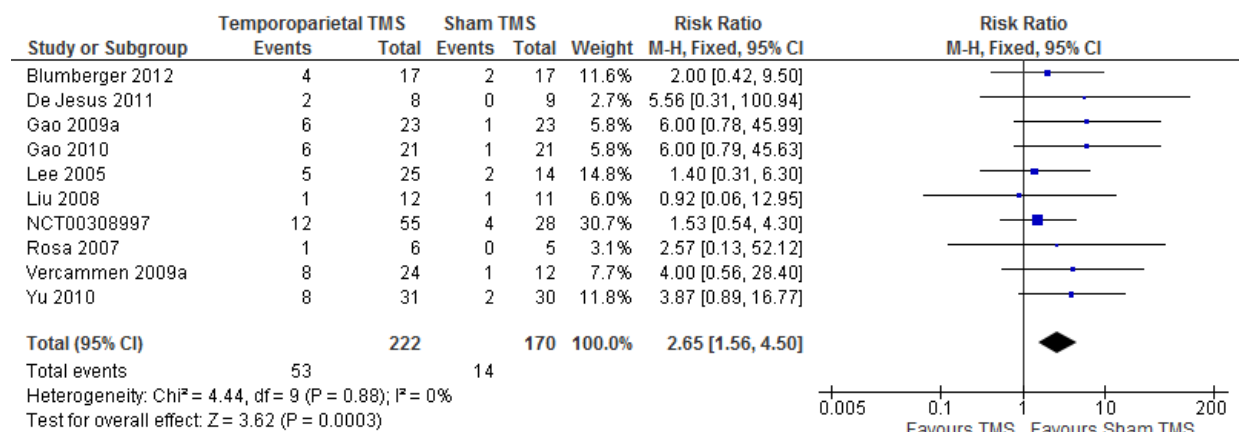 Temporoparietal TMS Sham TMS Risk Ratio Risk Ratio
Study or Subgroup Events Total Events Total Weight M-H, Fixed, 95% CI M-H, Fixed, 95% CI
Blumberger 2012 4 17 2 17 11.6% 2.00 [0.42, 9.50]
De Jesus 2011 2 8 0 9 2.7% 5.56 [0.31, 100.94]
Gao 2009a 6 23 1 23 5.8% 6.00 [0.78, 45.99]
Gao 2010 6 21 1 21 5.8% 6.00 [0.79, 45.63]
Lee 2005 5 25 2 14 14.8% 1.40 [0.31, 6.30]
Liu 2008 1 12 1 11 6.0% 0.92 [0.06, 12.95]
NCT00308997 12 55 4 28 30.7% 1.53 [0.54, 4.30]
Rosa 2007 1 6 0 5 3.1% 2.57 [0.13, 52.12]
Vercammen 2009a 8 24 1 12 7.7% 4.00 [0.56, 28.40]
Yu 2010 8 31 2 30 11.8% 3.87 [0.89, 16.77]
Total (95% CI) 222 170 100.0% 2.65 [1.56, 4.50]
Total events 53 14
Heterogeneity: Chi² = 4.44, df = 9 (P = 0.88); I² = 0%
Test for overall effect: Z = 3.62 (P = 0.0003)
0.005 0.1 1 10 200
Favours TMS Favours Sham TMS